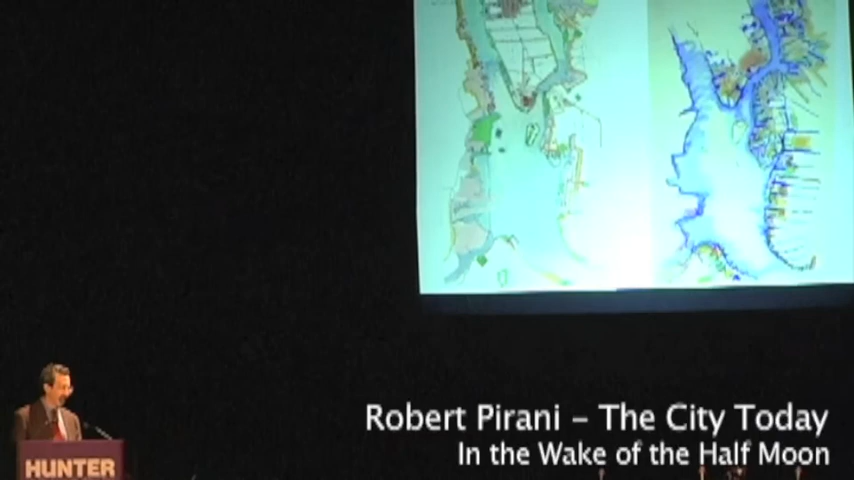 Robert Pirani – The City Today
In the Wake of the Half Moon
HUNTER